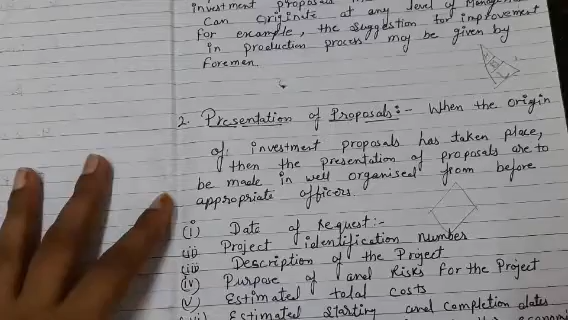 investment proposals
can originate at any level of Management
for example, the suggestion for improvement
in production process may be given by
foremen
2. Presentation of Proposals:- When the origin
of investment proposals has taken place,
then the presentation of proposals are to
be made in well organised form before
appropriate officers
(i) Date of Request:-
(ii) Project identification number
(iii) Description of the Project
(iv) Purpose of and Risks for the Project
(v) Estimated total costs
Estimated starting and completion dates